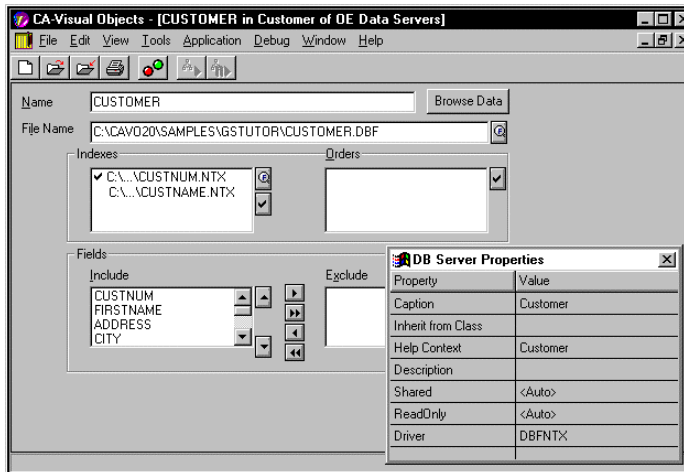 CA-Visual Objects - [CUSTOMER in Customer of OE Data Servers]
File Edit View Tools Application Debug Window Help
Name CUSTOMER Browse Data
File Name C:\CAVO20\SAMPLES\GSTUTOR\CUSTOMER.DBF
Indexes Orders
C:\...\CUSTNUM.NTX
C:\...\CUSTNAME.NTX
Fields
Include Exclude
CUSTNUM
FIRSTNAME
ADDRESS
CITY
DB Server Properties
Property Value
Caption Customer
Inherit from Class
Help Context Customer
Description
Shared <Auto>
ReadOnly <Auto>
Driver DBFNTX